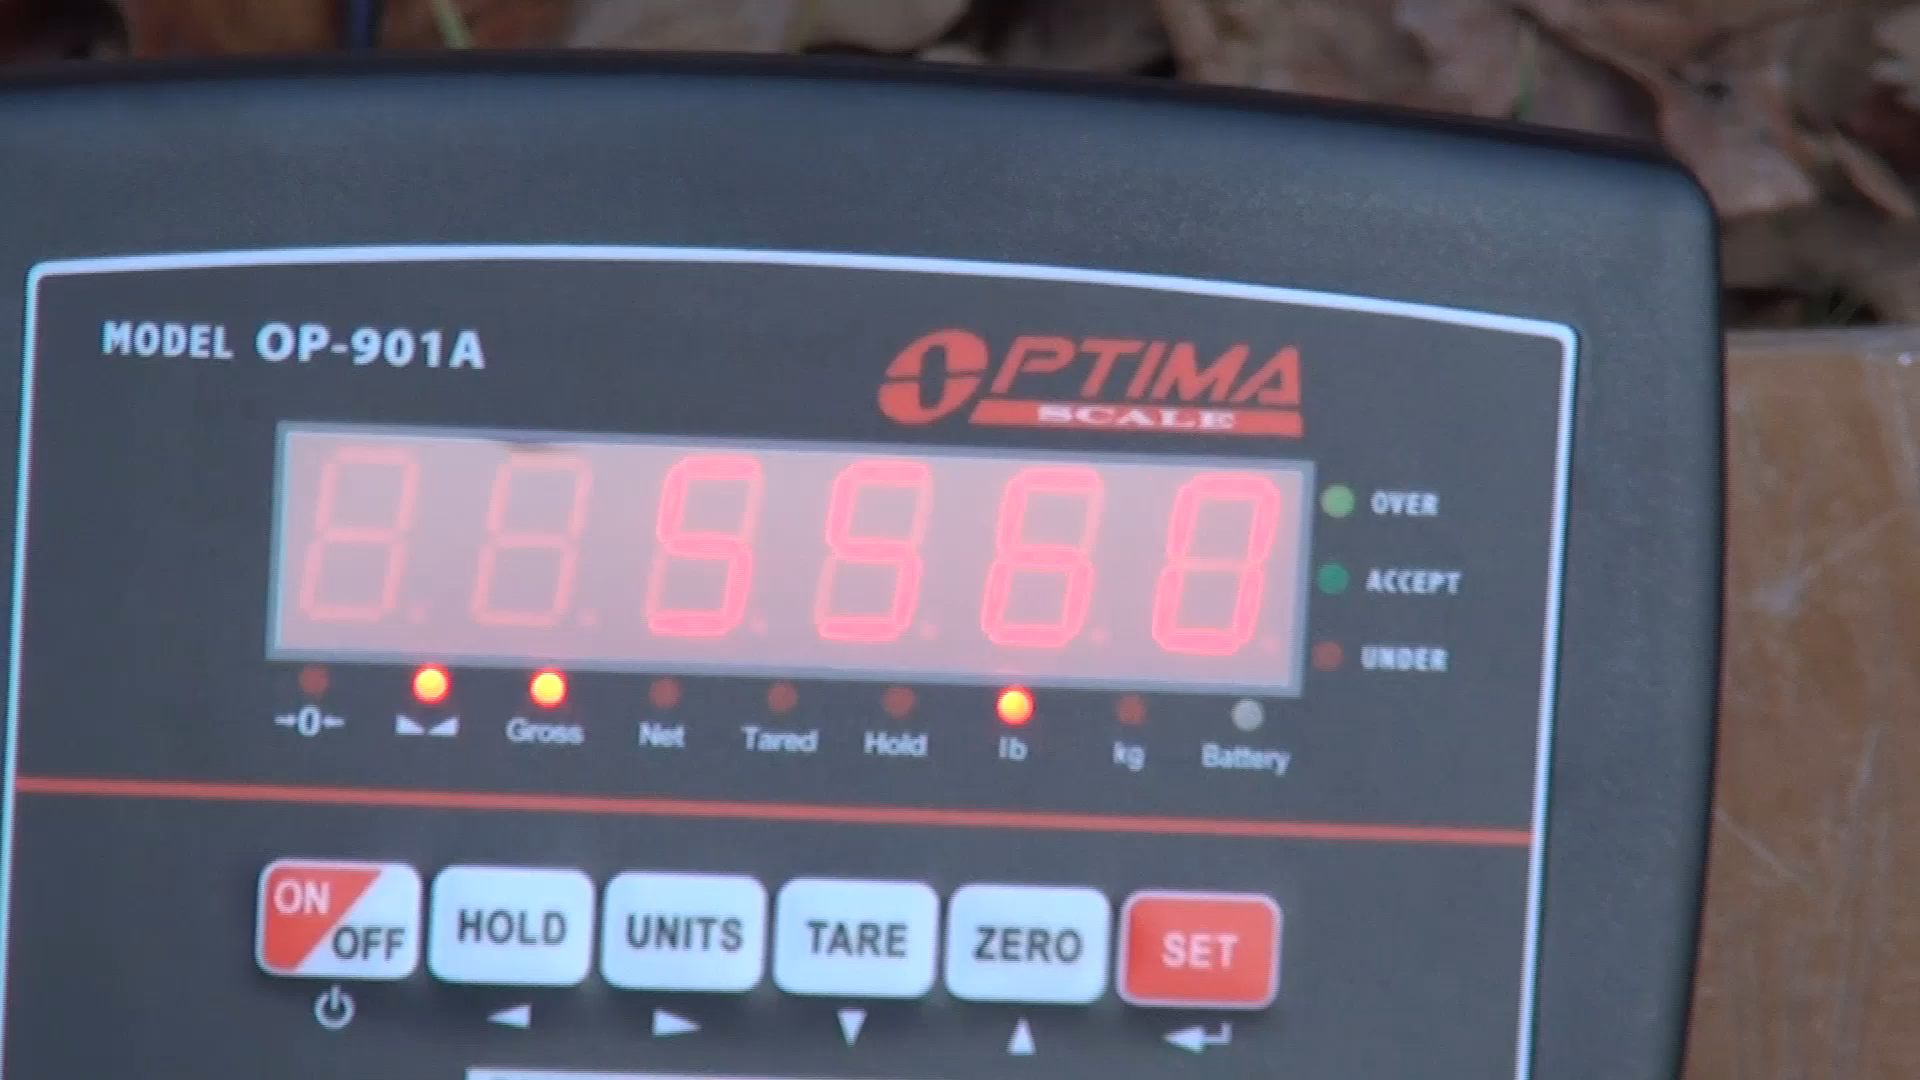 MODEL OP-901A
OPTIMA
SCALE
5560
OVER
ACCEPT
UNDER
→0← Gross Net Tared Hold lb kg Battery
ON OFF HOLD UNITS TARE ZERO SET